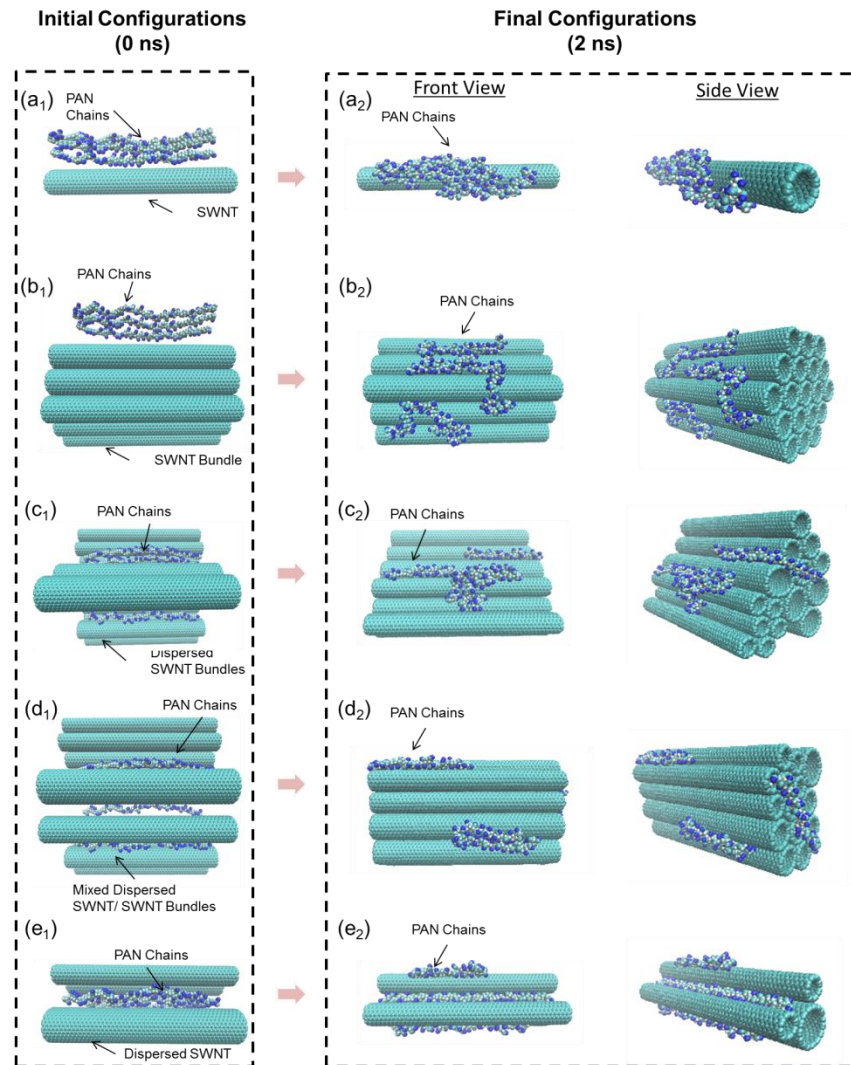 Initial Configurations
(0 ns)
Final Configurations
(2 ns)
Front View
Side View
(a1)
PAN
Chains
SWNT
(a2)
PAN Chains
(b1)
PAN Chains
SWNT Bundle
(b2)
PAN Chains
(c1)
PAN Chains
Dispersed
SWNT Bundles
(c2)
PAN Chains
(d1)
PAN Chains
Mixed Dispersed
SWNT/ SWNT Bundles
(d2)
PAN Chains
(e1)
PAN Chains
Dispersed SWNT
(e2)
PAN Chains